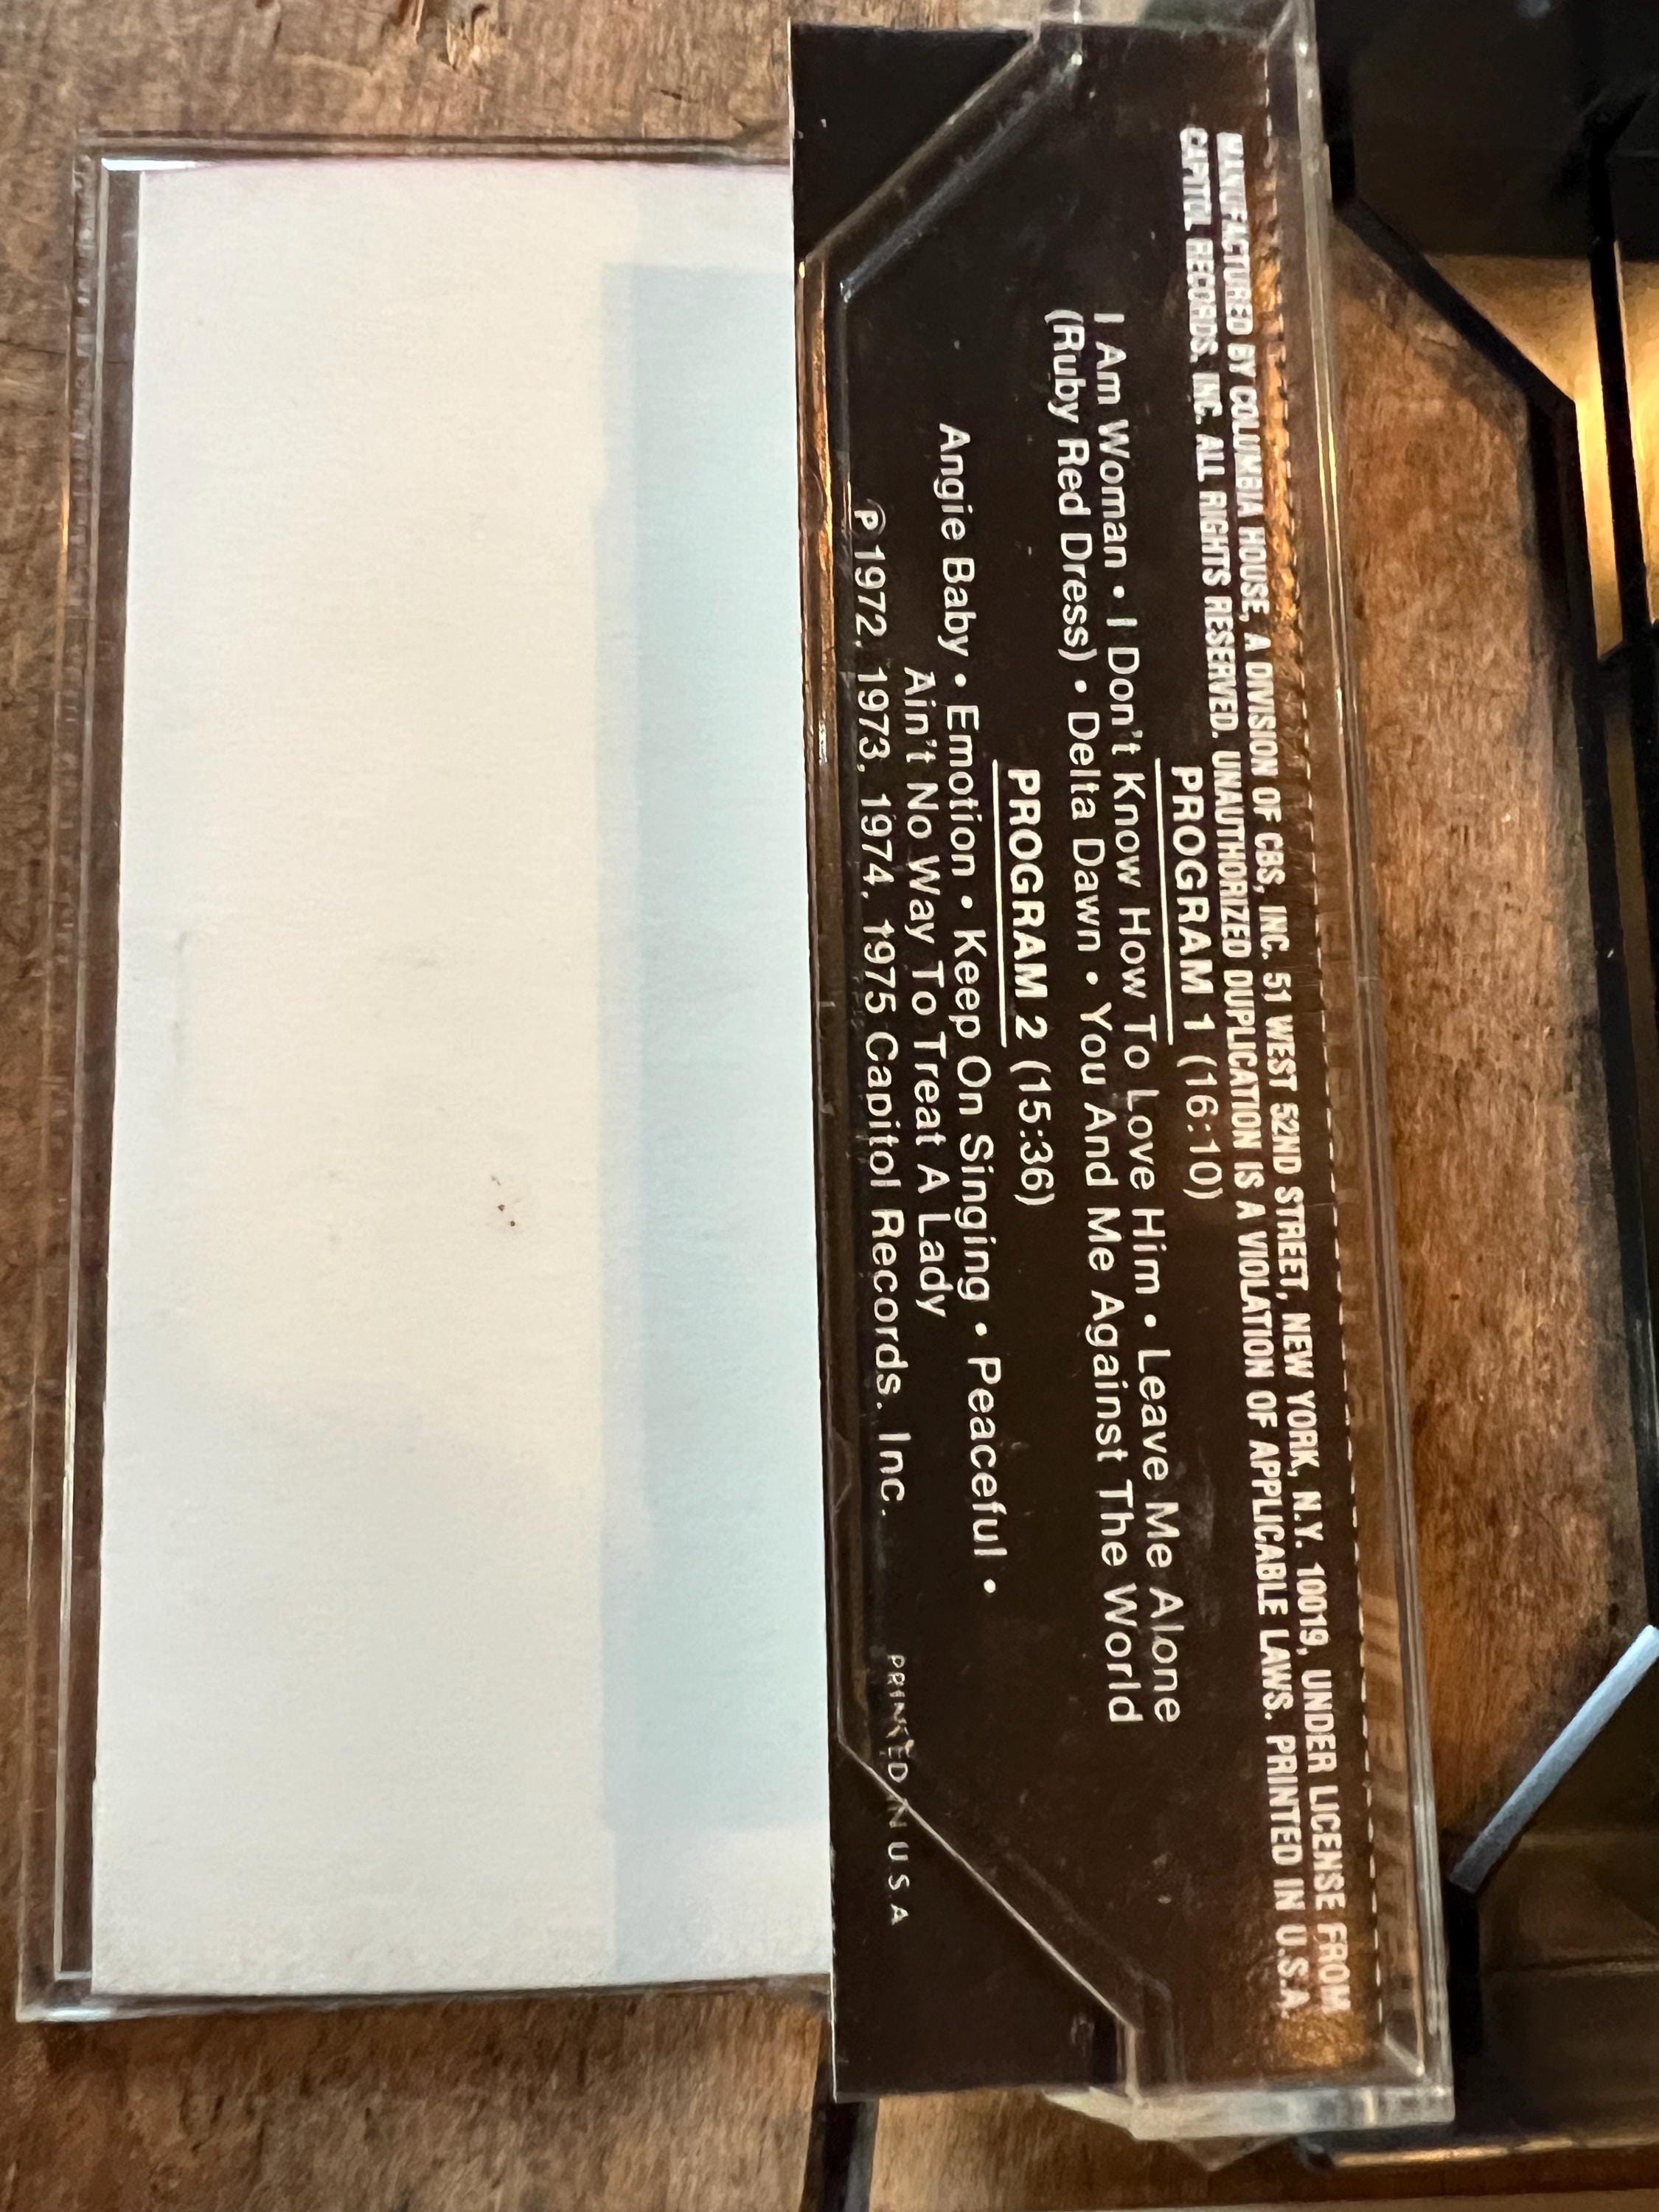 MANUFACTURED BY COLUMBIA HOUSE, A DIVISION OF CBS, INC. 51 WEST 52ND STREET, NEW YORK, N.Y. 10019, UNDER LICENSE FROM
CAPITOL RECORDS, INC. ALL RIGHTS RESERVED. UNAUTHORIZED DUPLICATION IS A VIOLATION OF APPLICABLE LAWS. PRINTED IN U.S.A.
PROGRAM 1 (16:10)
I Am Woman • I Don't Know How To Love Him • Leave Me Alone
(Ruby Red Dress) • Delta Dawn • You And Me Against The World
PROGRAM 2 (15:36)
Angie Baby • Emotion • Keep On Singing • Peaceful •
Ain't No Way To Treat A Lady
℗ 1972, 1973, 1974, 1975 Capitol Records, Inc.
PRINTED IN U.S.A